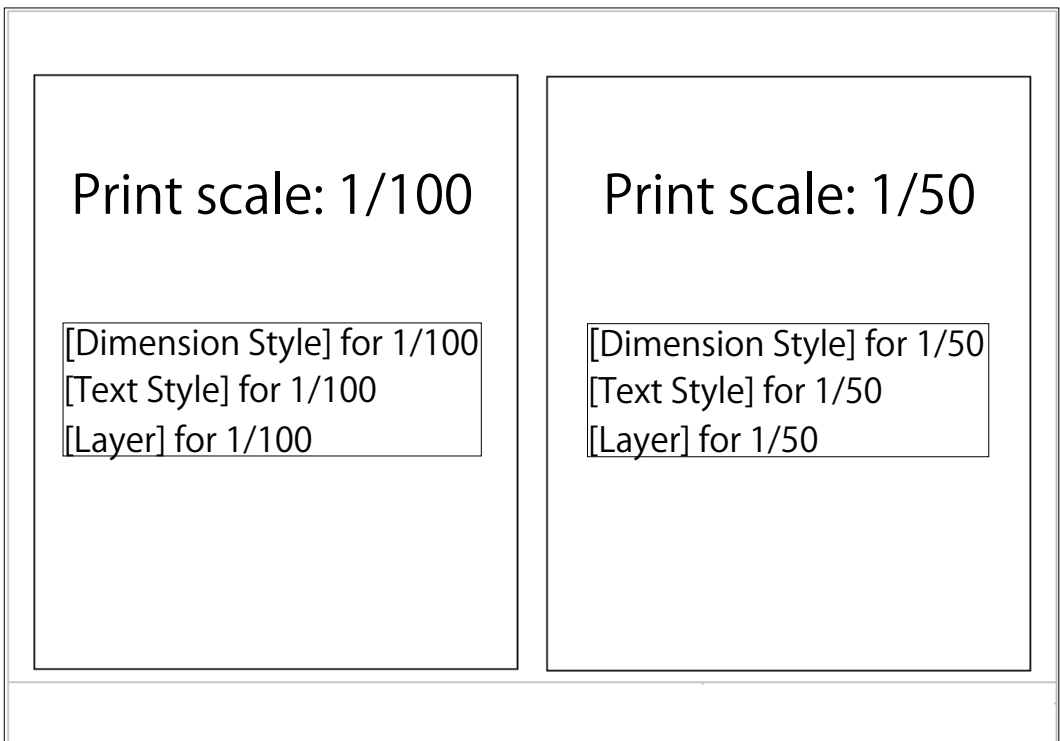 Print scale: 1/100
[Dimension Style] for 1/100
[Text Style] for 1/100
[Layer] for 1/100
Print scale: 1/50
[Dimension Style] for 1/50
[Text Style] for 1/50
[Layer] for 1/50